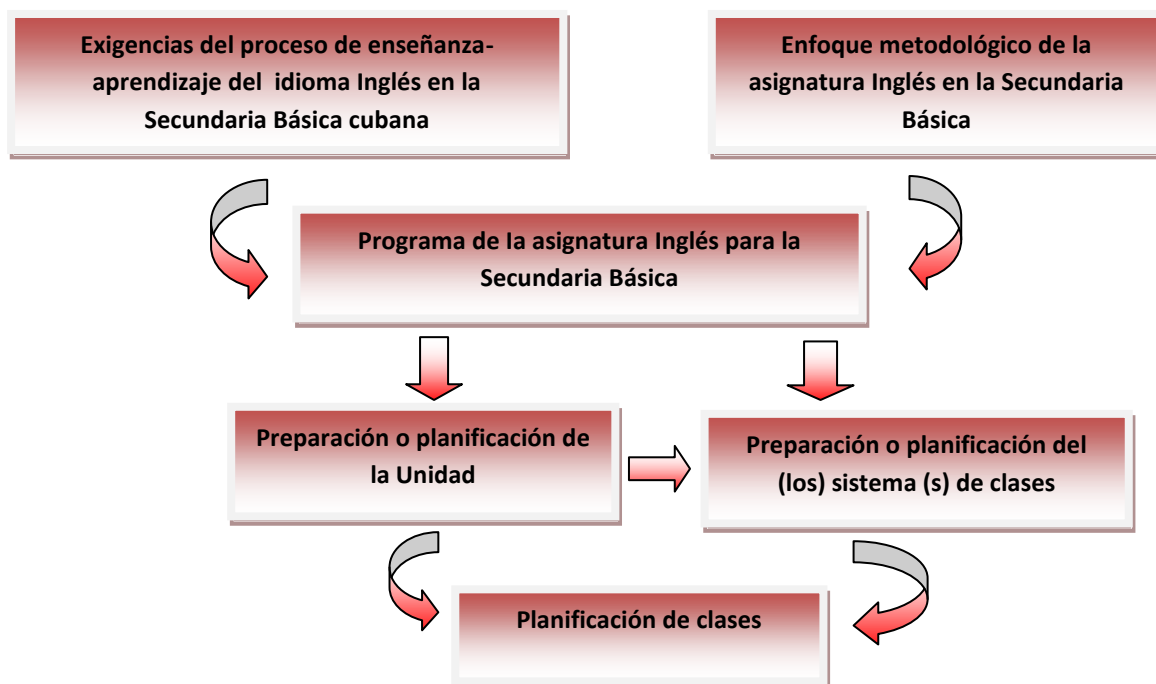 Exigencias del proceso de enseñanza-
aprendizaje del idioma Inglés en la
Secundaria Básica cubana
Enfoque metodológico de la
asignatura Inglés en la Secundaria
Básica
Programa de la asignatura Inglés para la
Secundaria Básica
Preparación o planificación de
la Unidad
Preparación o planificación del
(los) sistema (s) de clases
Planificación de clases